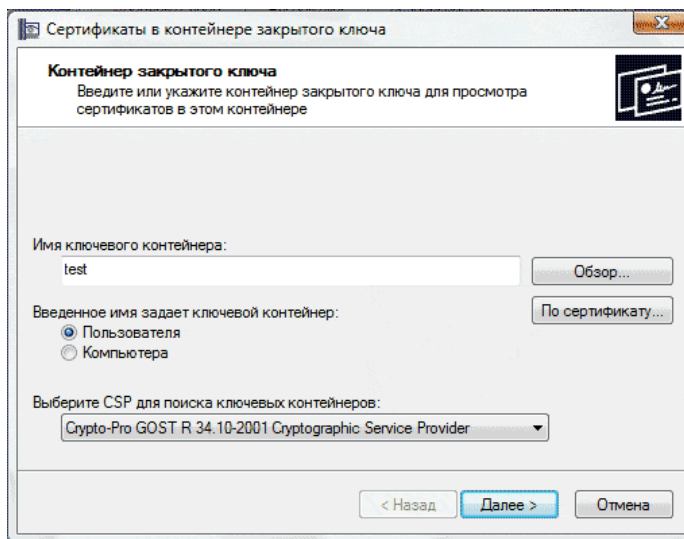 Сертификаты в контейнере закрытого ключа
Контейнер закрытого ключа
Введите или укажите контейнер закрытого ключа для просмотра
сертификатов в этом контейнере
Имя ключевого контейнера:
test
Обзор...
Введенное имя задает ключевой контейнер:
По сертификату...
Пользователя
Компьютера
Выберите CSP для поиска ключевых контейнеров:
Crypto-Pro GOST R 34.10-2001 Cryptographic Service Provider
< Назад
Далее >
Отмена